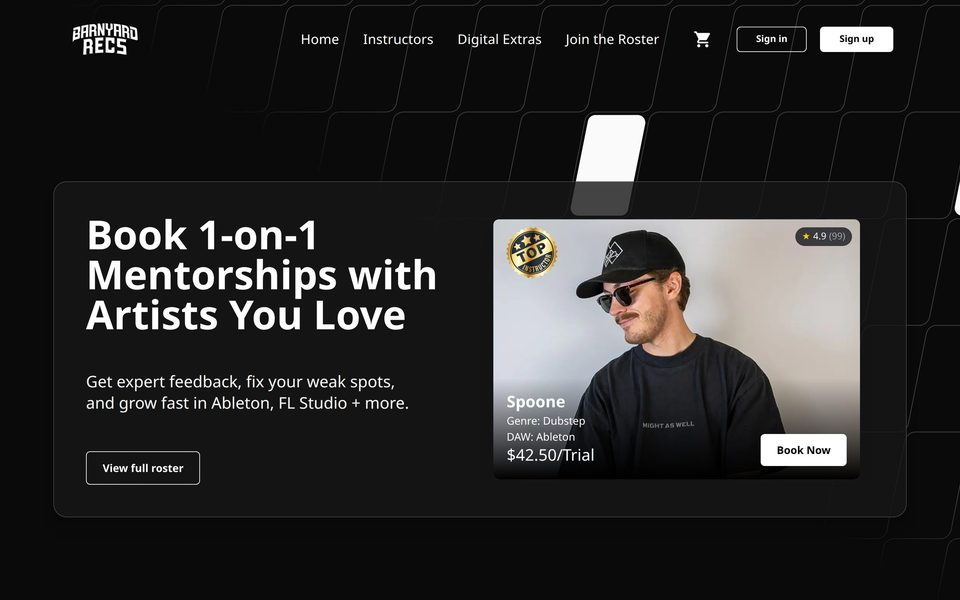 BARNYARD
RECS
Home
Instructors
Digital Extras
Join the Roster
Sign in
Sign up
Book 1-on-1
Mentorships with
Artists You Love
Get expert feedback, fix your weak spots,
and grow fast in Ableton, FL Studio + more.
View full roster
TOP
INSTRUCTOR
★ 4.9 (99)
MIGHT AS WELL
Spoone
Genre: Dubstep
DAW: Ableton
$42.50/Trial
Book Now